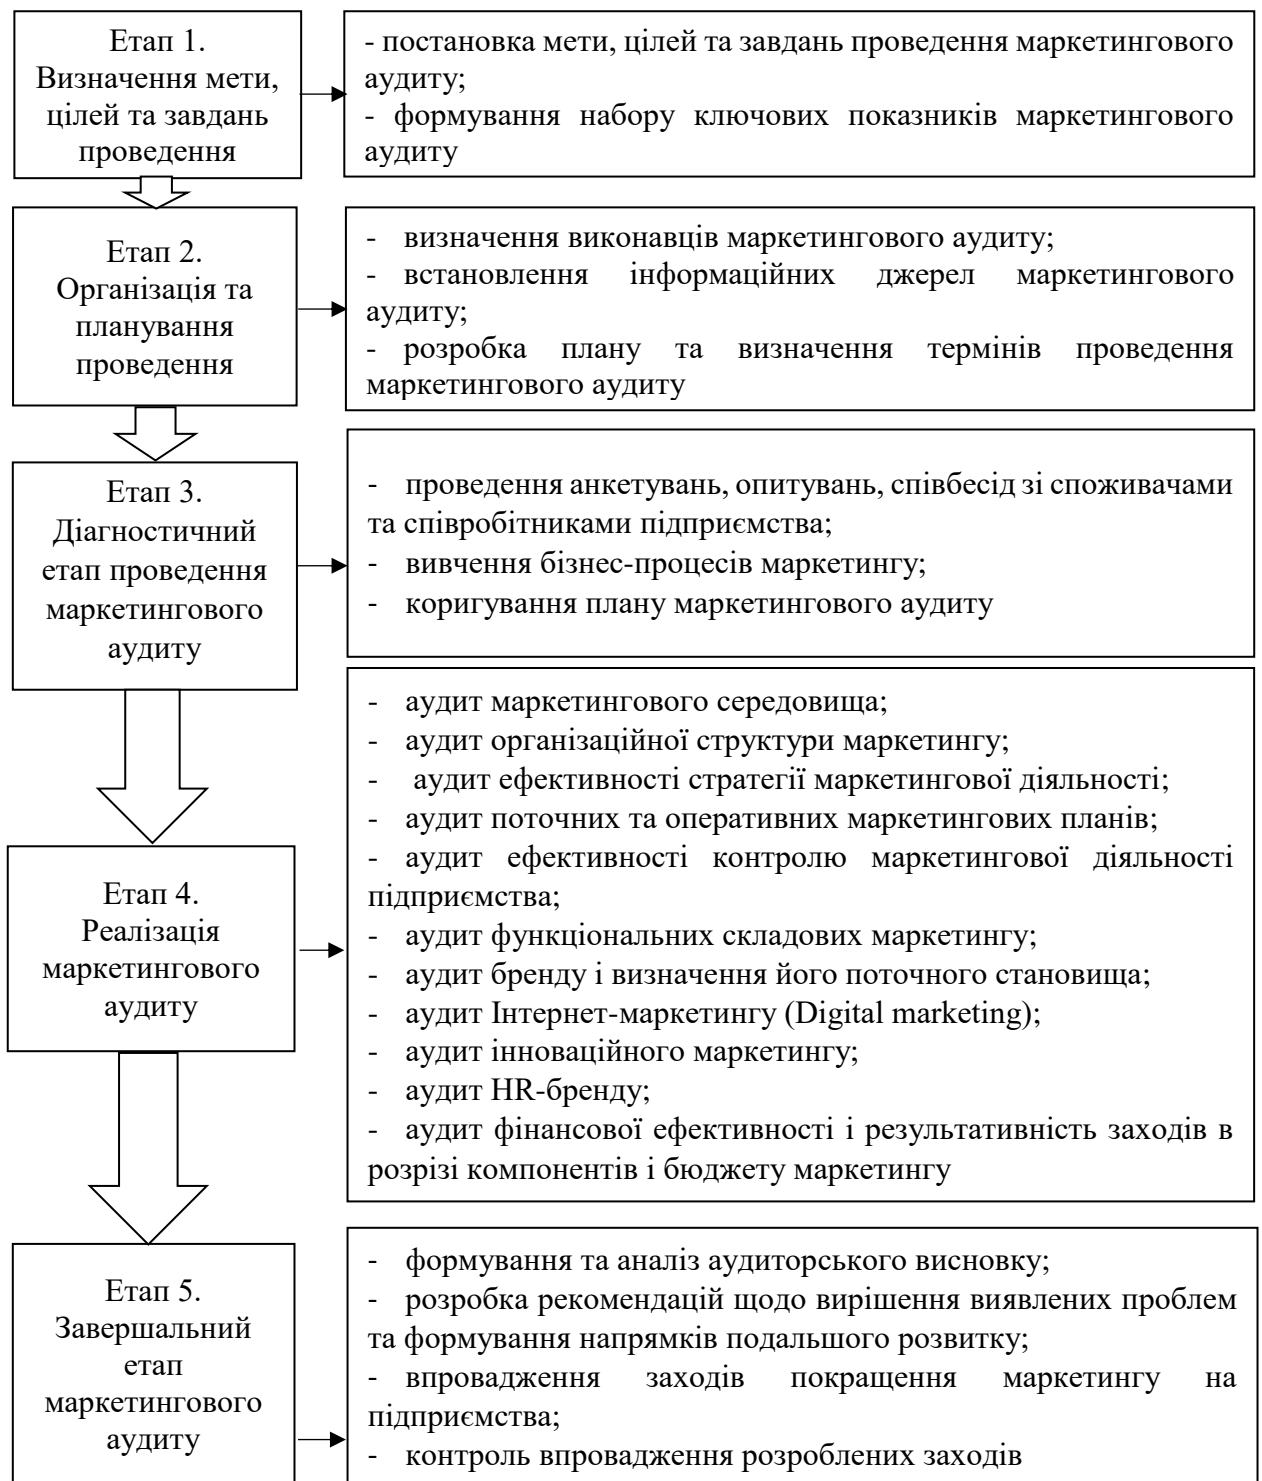 Етап 1.
Визначення мети,
цілей та завдань
проведення
- постановка мети, цілей та завдань проведення маркетингового
аудиту;
- формування набору ключових показників маркетингового
аудиту
Етап 2.
Організація та
планування
проведення
- визначення виконавців маркетингового аудиту;
- встановлення інформаційних джерел маркетингового
аудиту;
- розробка плану та визначення термінів проведення
маркетингового аудиту
Етап 3.
Діагностичний
етап проведення
маркетингового
аудиту
- проведення анкетувань, опитувань, співбесід зі споживачами
та співробітниками підприємства;
- вивчення бізнес-процесів маркетингу;
- коригування плану маркетингового аудиту
Етап 4.
Реалізація
маркетингового
аудиту
- аудит маркетингового середовища;
- аудит організаційної структури маркетингу;
- аудит ефективності стратегії маркетингової діяльності;
- аудит поточних та оперативних маркетингових планів;
- аудит ефективності контролю маркетингової діяльності
підприємства;
- аудит функціональних складових маркетингу;
- аудит бренду і визначення його поточного становища;
- аудит Інтернет-маркетингу (Digital marketing);
- аудит інноваційного маркетингу;
- аудит HR-бренду;
- аудит фінансової ефективності і результативність заходів в
розрізі компонентів і бюджету маркетингу
Етап 5.
Завершальний
етап
маркетингового
аудиту
- формування та аналіз аудиторського висновку;
- розробка рекомендацій щодо вирішення виявлених проблем
та формування напрямків подальшого розвитку;
- впровадження заходів покращення маркетингу на
підприємства;
- контроль впровадження розроблених заходів